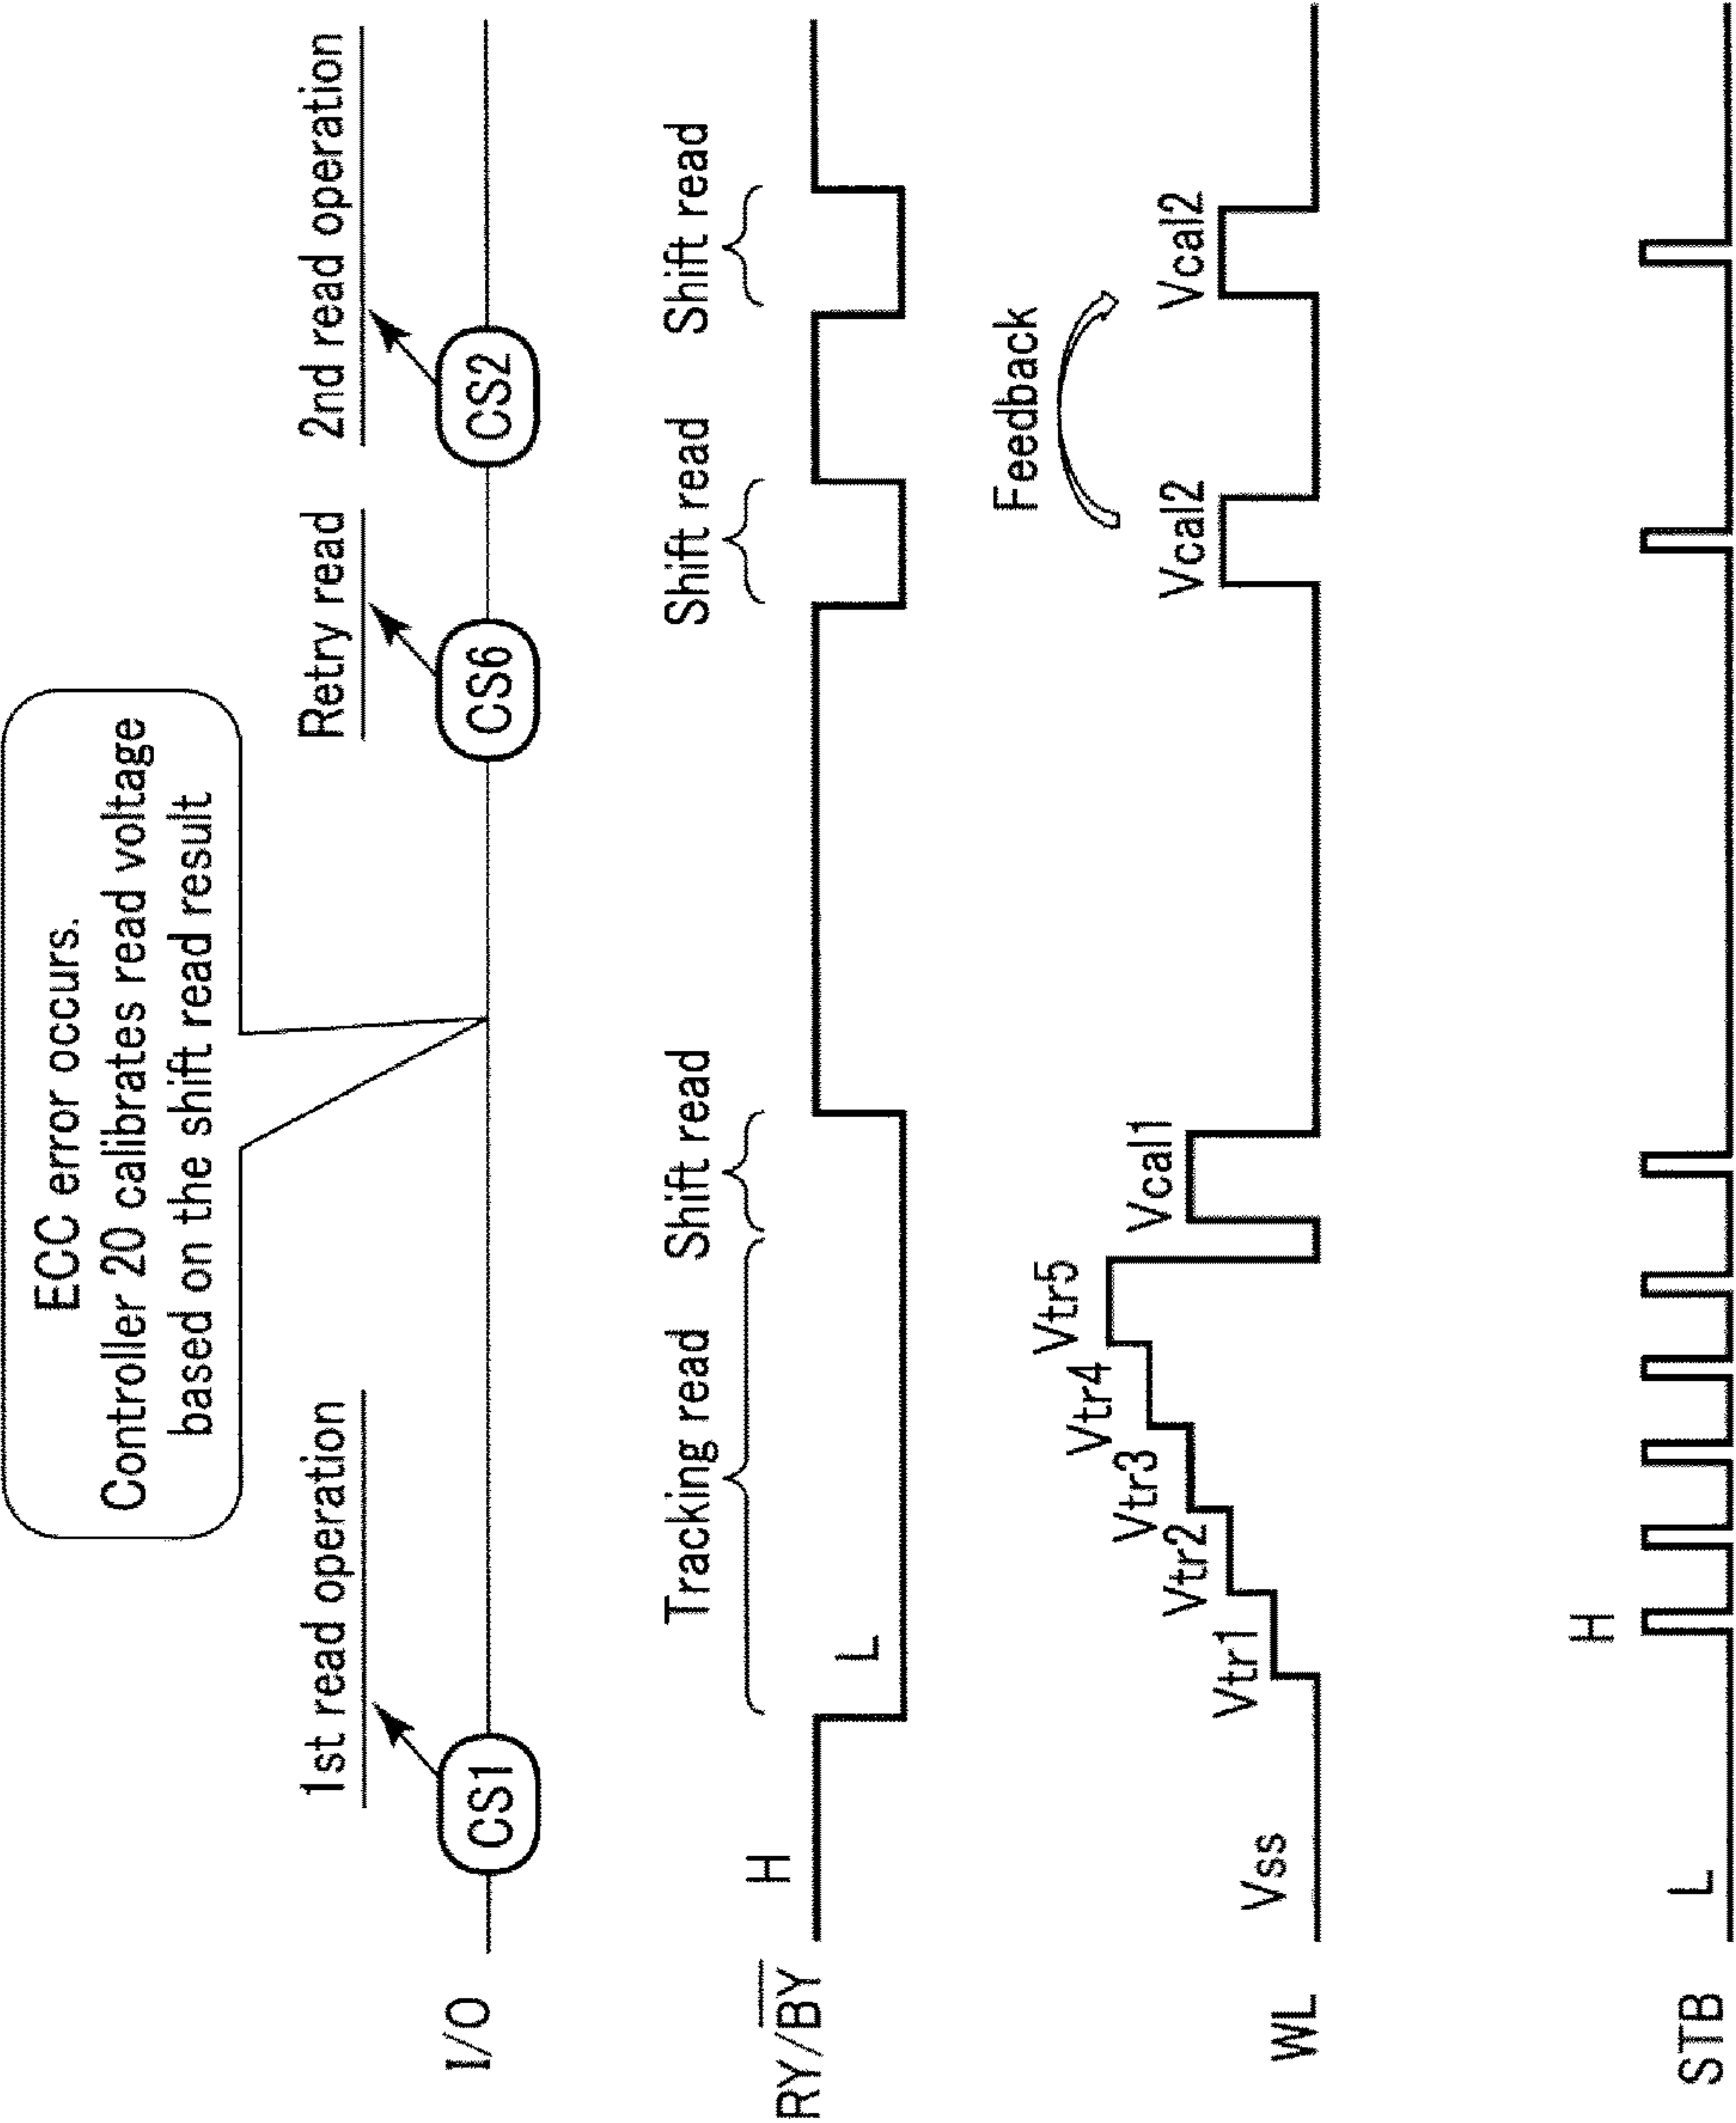 ECC error occurs.
Controller 20 calibrates read voltage
based on the shift read result
1st read operation
Retry read
2nd read operation
I/O
CS1
CS6
CS2
Tracking read
Shift read
Shift read
Shift read
RY/B̅Y̅
H
L
Feedback
WL
Vss
Vtr1
Vtr2
Vtr3
Vtr4
Vtr5
Vcal1
Vcal2
Vcal2
STB
L
H